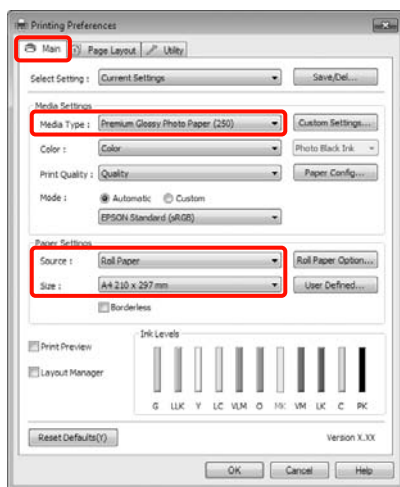 Printing Preferences
Main Page Layout Utility
Select Setting : Current Settings Save/Del...
Media Settings
Media Type : Premium Glossy Photo Paper (250) Custom Settings...
Color : Color Photo Black Ink
Print Quality : Quality Paper Config...
Mode : Automatic Custom
EPSON Standard (sRGB)
Paper Settings
Source : Roll Paper Roll Paper Option...
Size : A4 210 x 297 mm User Defined...
Borderless
Ink Levels
Print Preview
Layout Manager
G LLK Y LC VLM O MK VM LK C PK
Reset Defaults(Y) Version X.XX
OK Cancel Help